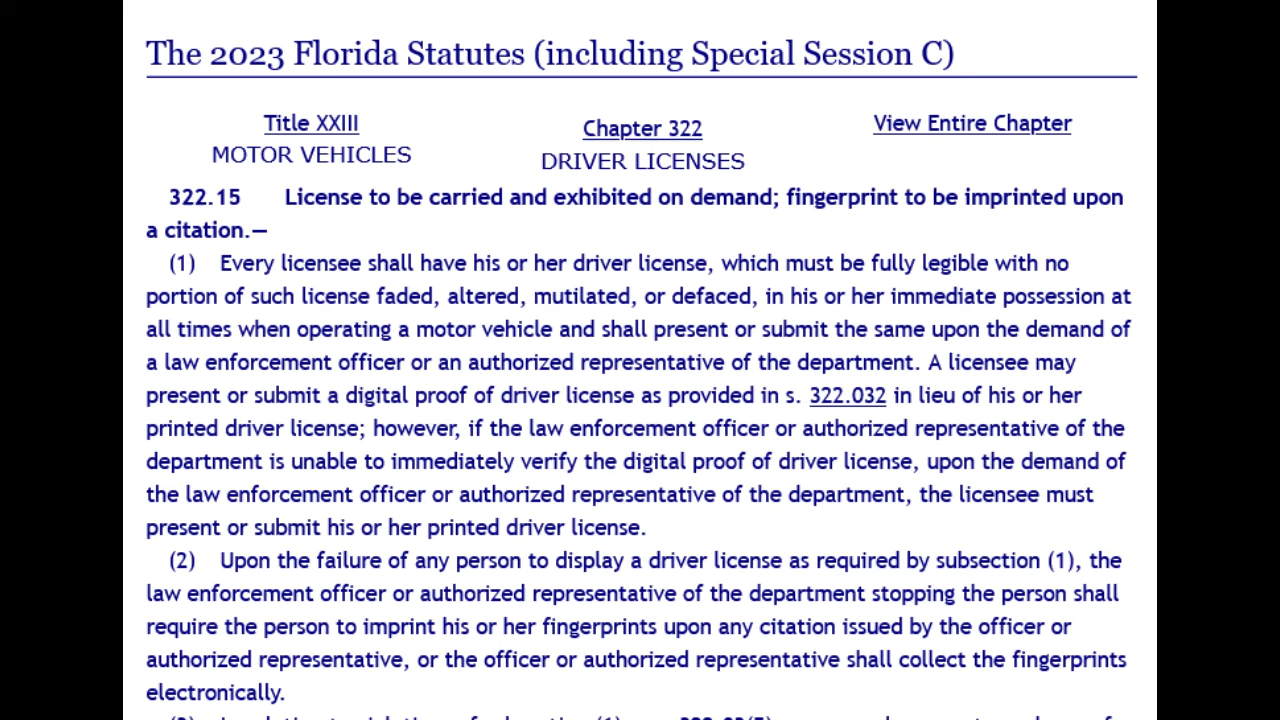 The 2023 Florida Statutes (including Special Session C)
Title XXIII
MOTOR VEHICLES
Chapter 322
DRIVER LICENSES
View Entire Chapter
322.15 License to be carried and exhibited on demand; fingerprint to be imprinted upon
a citation.—
(1) Every licensee shall have his or her driver license, which must be fully legible with no
portion of such license faded, altered, mutilated, or defaced, in his or her immediate possession at
all times when operating a motor vehicle and shall present or submit the same upon the demand of
a law enforcement officer or an authorized representative of the department. A licensee may
present or submit a digital proof of driver license as provided in s. 322.032 in lieu of his or her
printed driver license; however, if the law enforcement officer or authorized representative of the
department is unable to immediately verify the digital proof of driver license, upon the demand of
the law enforcement officer or authorized representative of the department, the licensee must
present or submit his or her printed driver license.
(2) Upon the failure of any person to display a driver license as required by subsection (1), the
law enforcement officer or authorized representative of the department stopping the person shall
require the person to imprint his or her fingerprints upon any citation issued by the officer or
authorized representative, or the officer or authorized representative shall collect the fingerprints
electronically.